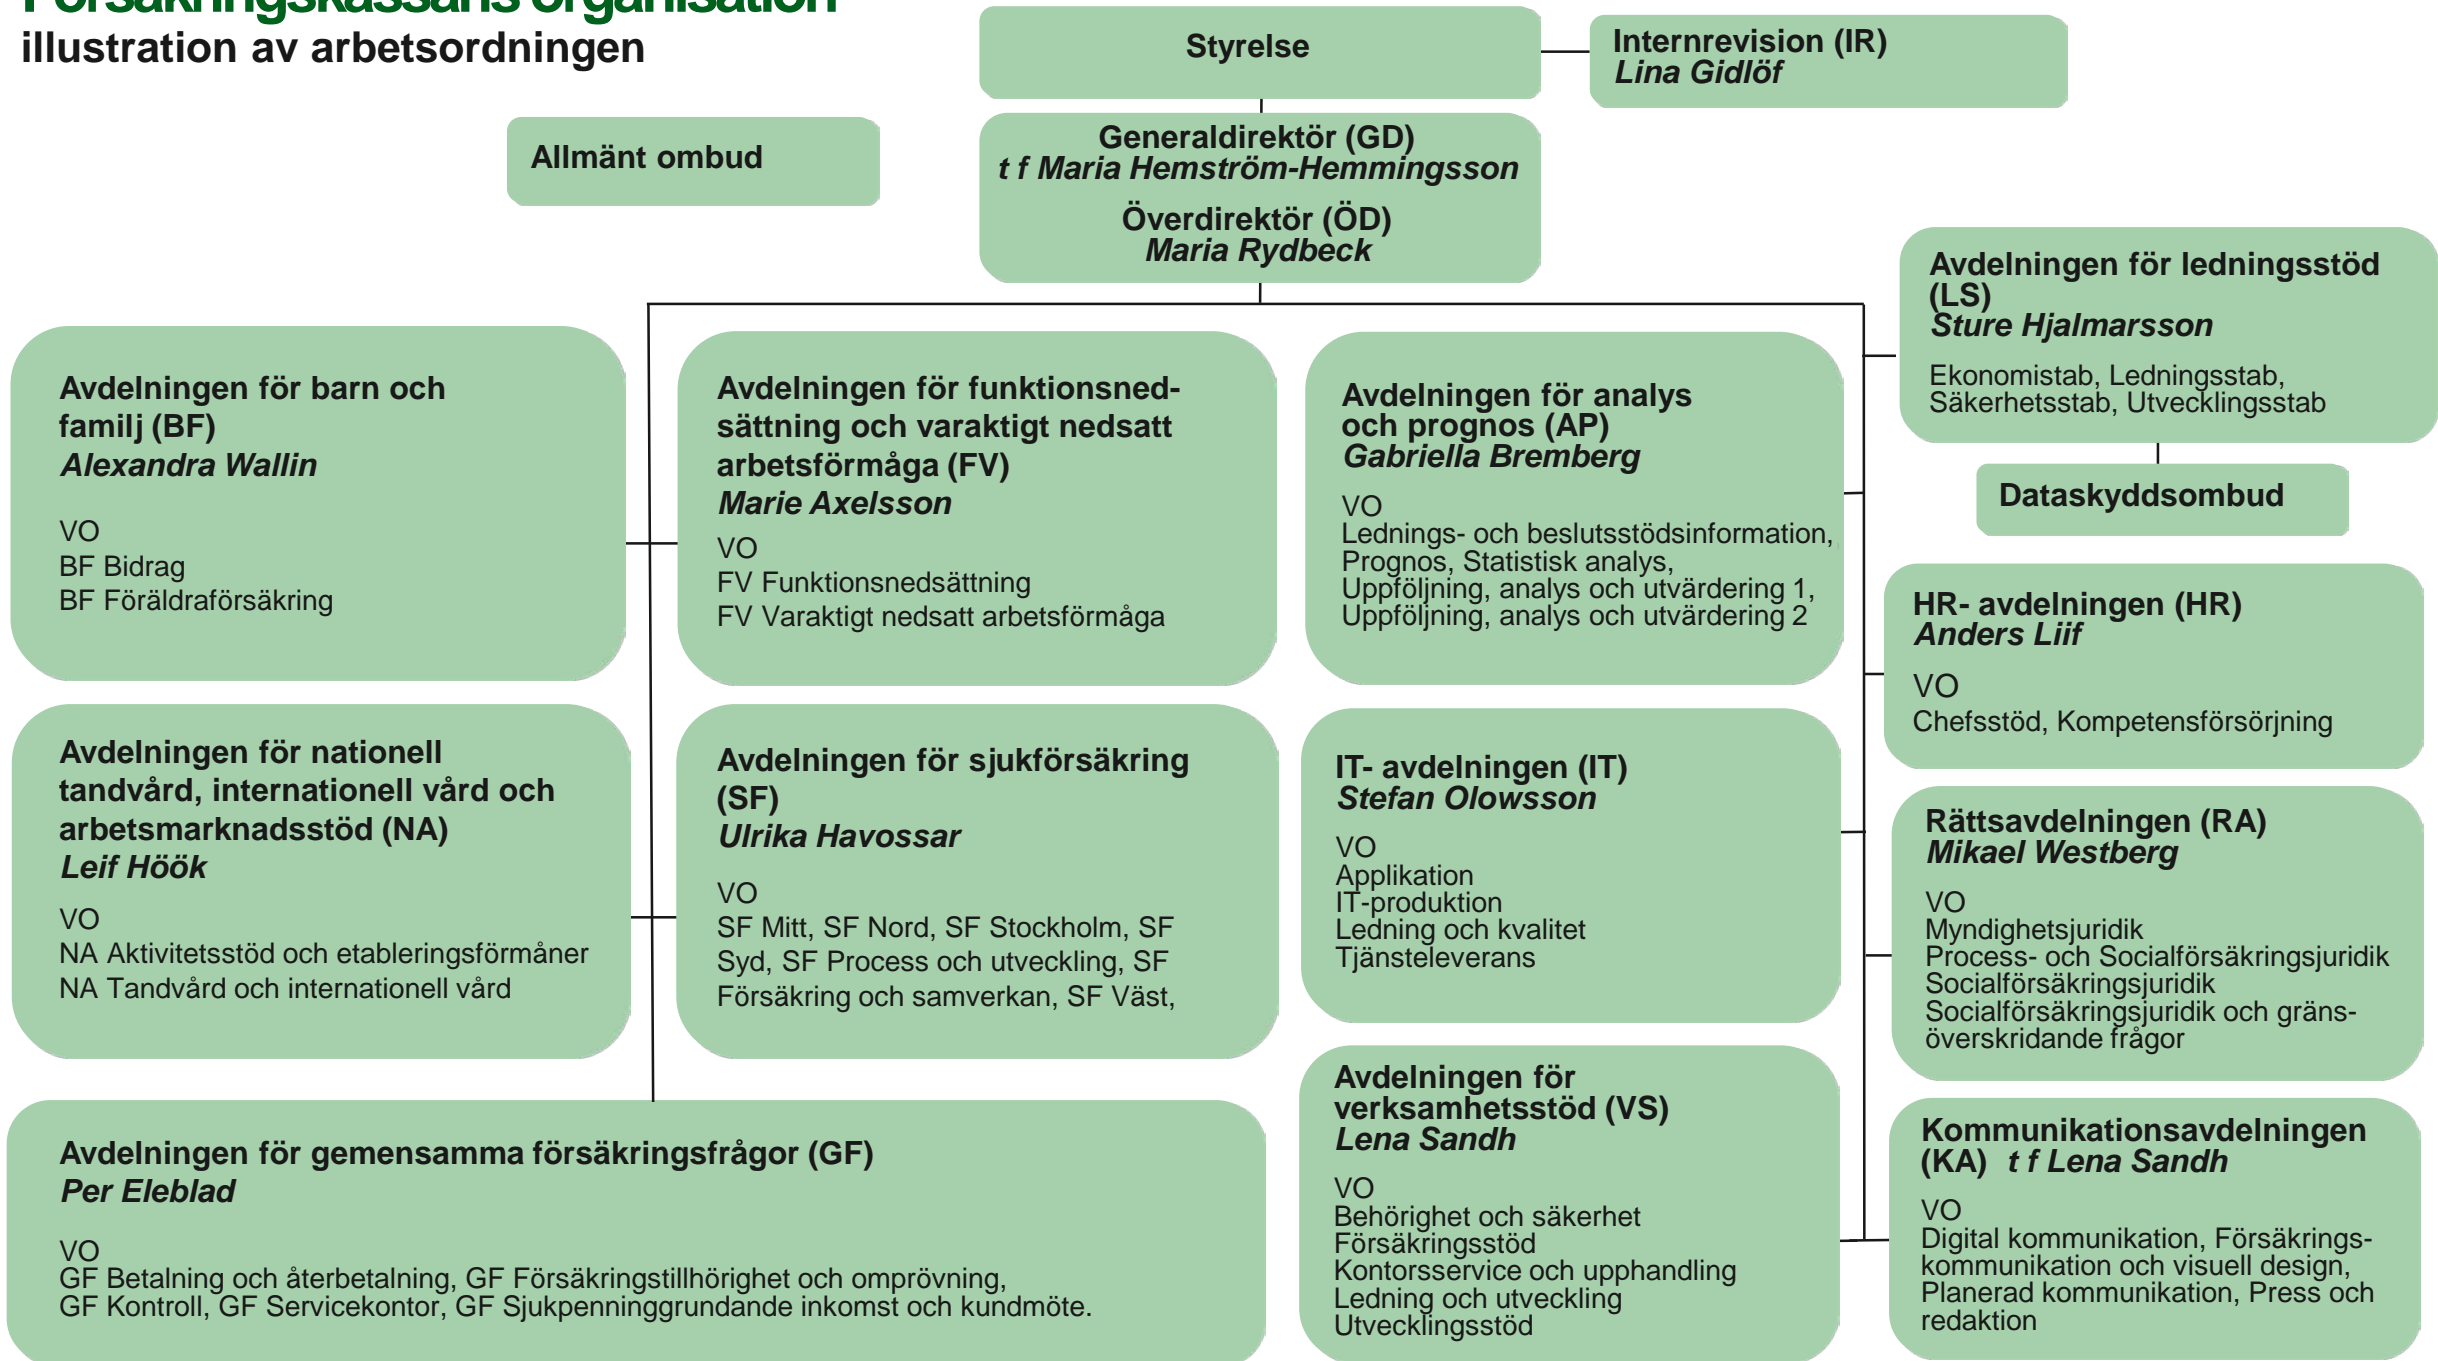 Försäkringskassans organisation
illustration av arbetsordningen
Styrelse
Internrevision (IR)
Lina Gidlöf
Allmänt ombud
Generaldirektör (GD)
t f Maria Hemström-Hemmingsson
Överdirektör (ÖD)
Maria Rydbeck
Avdelningen för ledningsstöd
(LS)
Sture Hjalmarsson
Ekonomistab, Ledningsstab,
Säkerhetsstab, Utvecklingsstab
Dataskyddsombud
Avdelningen för barn och
familj (BF)
Alexandra Wallin
VO
BF Bidrag
BF Föräldraförsäkring
Avdelningen för funktionsned-
sättning och varaktigt nedsatt
arbetsförmåga (FV)
Marie Axelsson
VO
FV Funktionsnedsättning
FV Varaktigt nedsatt arbetsförmåga
Avdelningen för analys
och prognos (AP)
Gabriella Bremberg
VO
Lednings- och beslutsstödsinformation,
Prognos, Statistisk analys,
Uppföljning, analys och utvärdering 1,
Uppföljning, analys och utvärdering 2
HR- avdelningen (HR)
Anders Liif
VO
Chefsstöd, Kompetensförsörjning
Avdelningen för nationell
tandvård, internationell vård och
arbetsmarknadsstöd (NA)
Leif Höök
VO
NA Aktivitetsstöd och etableringsförmåner
NA Tandvård och internationell vård
Avdelningen för sjukförsäkring
(SF)
Ulrika Havossar
VO
SF Mitt, SF Nord, SF Stockholm, SF
Syd, SF Process och utveckling, SF
Försäkring och samverkan, SF Väst,
IT- avdelningen (IT)
Stefan Olowsson
VO
Applikation
IT-produktion
Ledning och kvalitet
Tjänsteleverans
Rättsavdelningen (RA)
Mikael Westberg
VO
Myndighetsjuridik
Process- och Socialförsäkringsjuridik
Socialförsäkringsjuridik
Socialförsäkringsjuridik och gräns-
överskridande frågor
Avdelningen för gemensamma försäkringsfrågor (GF)
Per Eleblad
VO
GF Betalning och återbetalning, GF Försäkringstillhörighet och omprövning,
GF Kontroll, GF Servicekontor, GF Sjukpenninggrundande inkomst och kundmöte.
Avdelningen för
verksamhetsstöd (VS)
Lena Sandh
VO
Behörighet och säkerhet
Försäkringsstöd
Kontorsservice och upphandling
Ledning och utveckling
Utvecklingsstöd
Kommunikationsavdelningen
(KA) t f Lena Sandh
VO
Digital kommunikation, Försäkrings-
kommunikation och visuell design,
Planerad kommunikation, Press och
redaktion